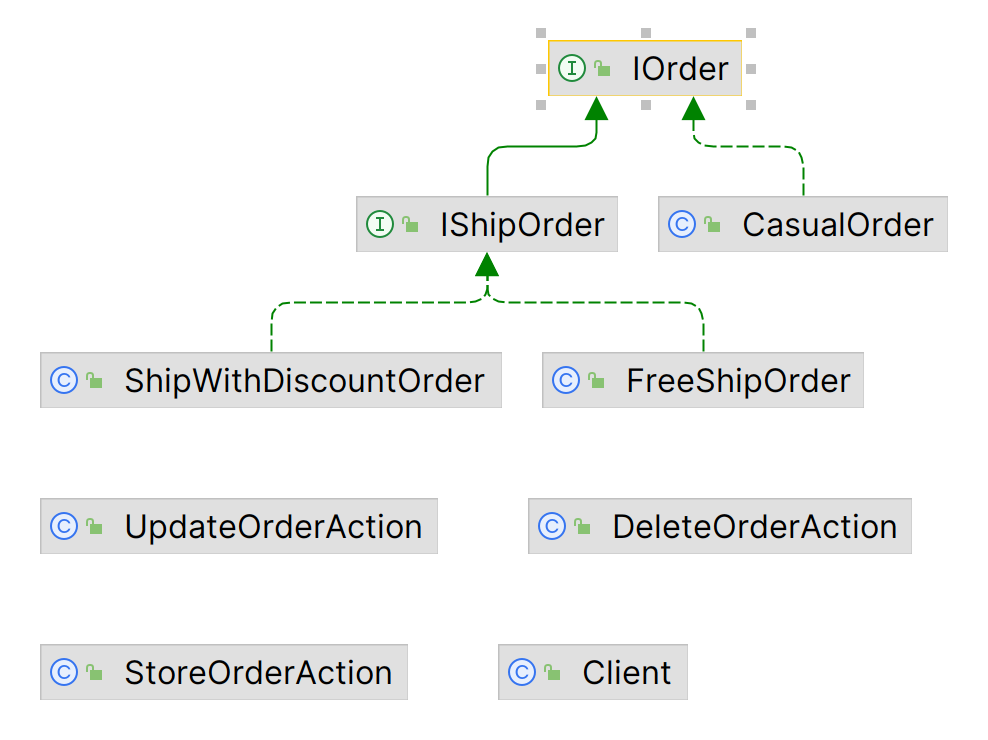 IOrder
IShipOrder
CasualOrder
ShipWithDiscountOrder
FreeShipOrder
UpdateOrderAction
DeleteOrderAction
StoreOrderAction
Client